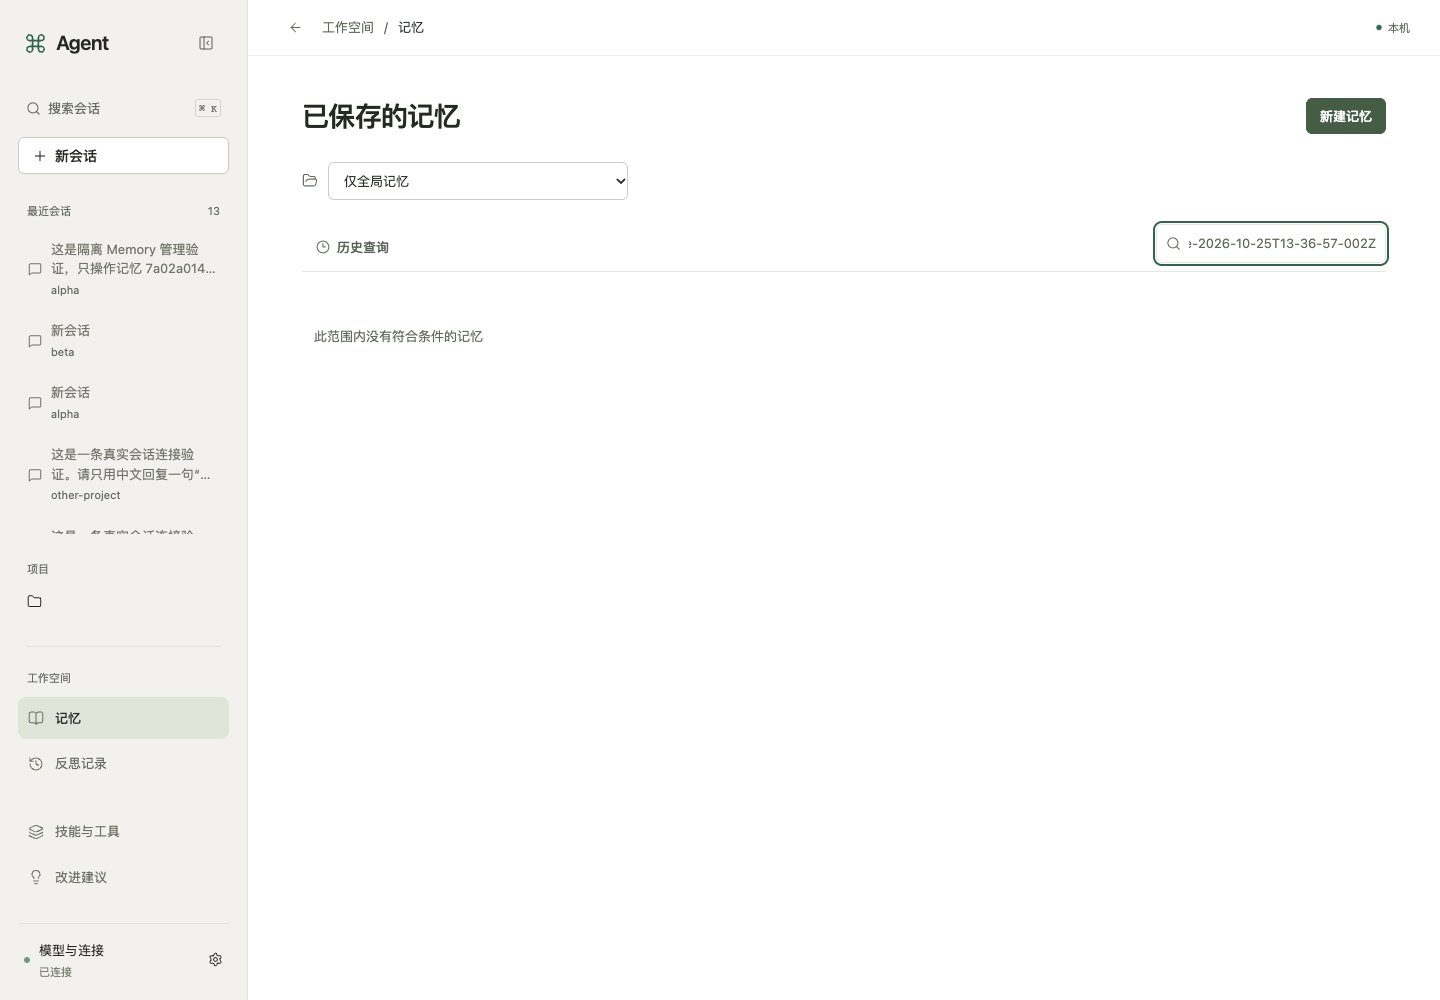 Agent
搜索会话
⌘ K
新会话
最近会话 13
这是隔离 Memory 管理验
证，只操作记忆 7a02a014...
alpha
新会话
beta
新会话
alpha
这是一条真实会话连接验
证。请只用中文回复一句“...
other-project
项目
工作空间
记忆
反思记录
技能与工具
改进建议
模型与连接
已连接
工作空间 / 记忆
本机
已保存的记忆
新建记忆
仅全局记忆
历史查询
-2026-10-25T13-36-57-002Z
此范围内没有符合条件的记忆